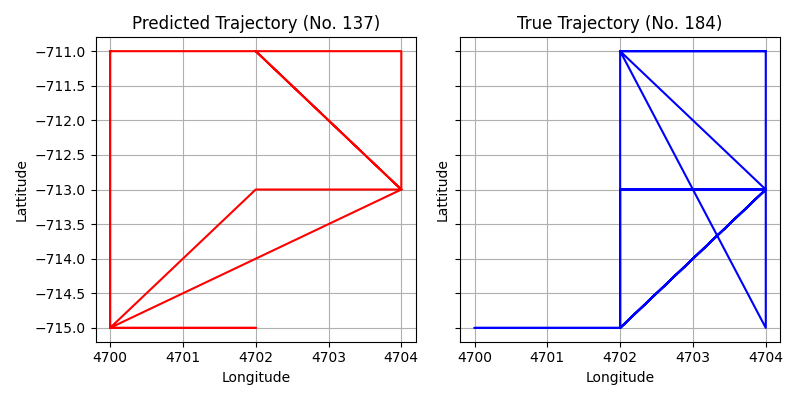 Predicted Trajectory (No. 137)
True Trajectory (No. 184)
Lattitude
−711.0
−711.5
−712.0
−712.5
−713.0
−713.5
−714.0
−714.5
−715.0
4700 4701 4702 4703 4704
Longitude
Lattitude
4700 4701 4702 4703 4704
Longitude